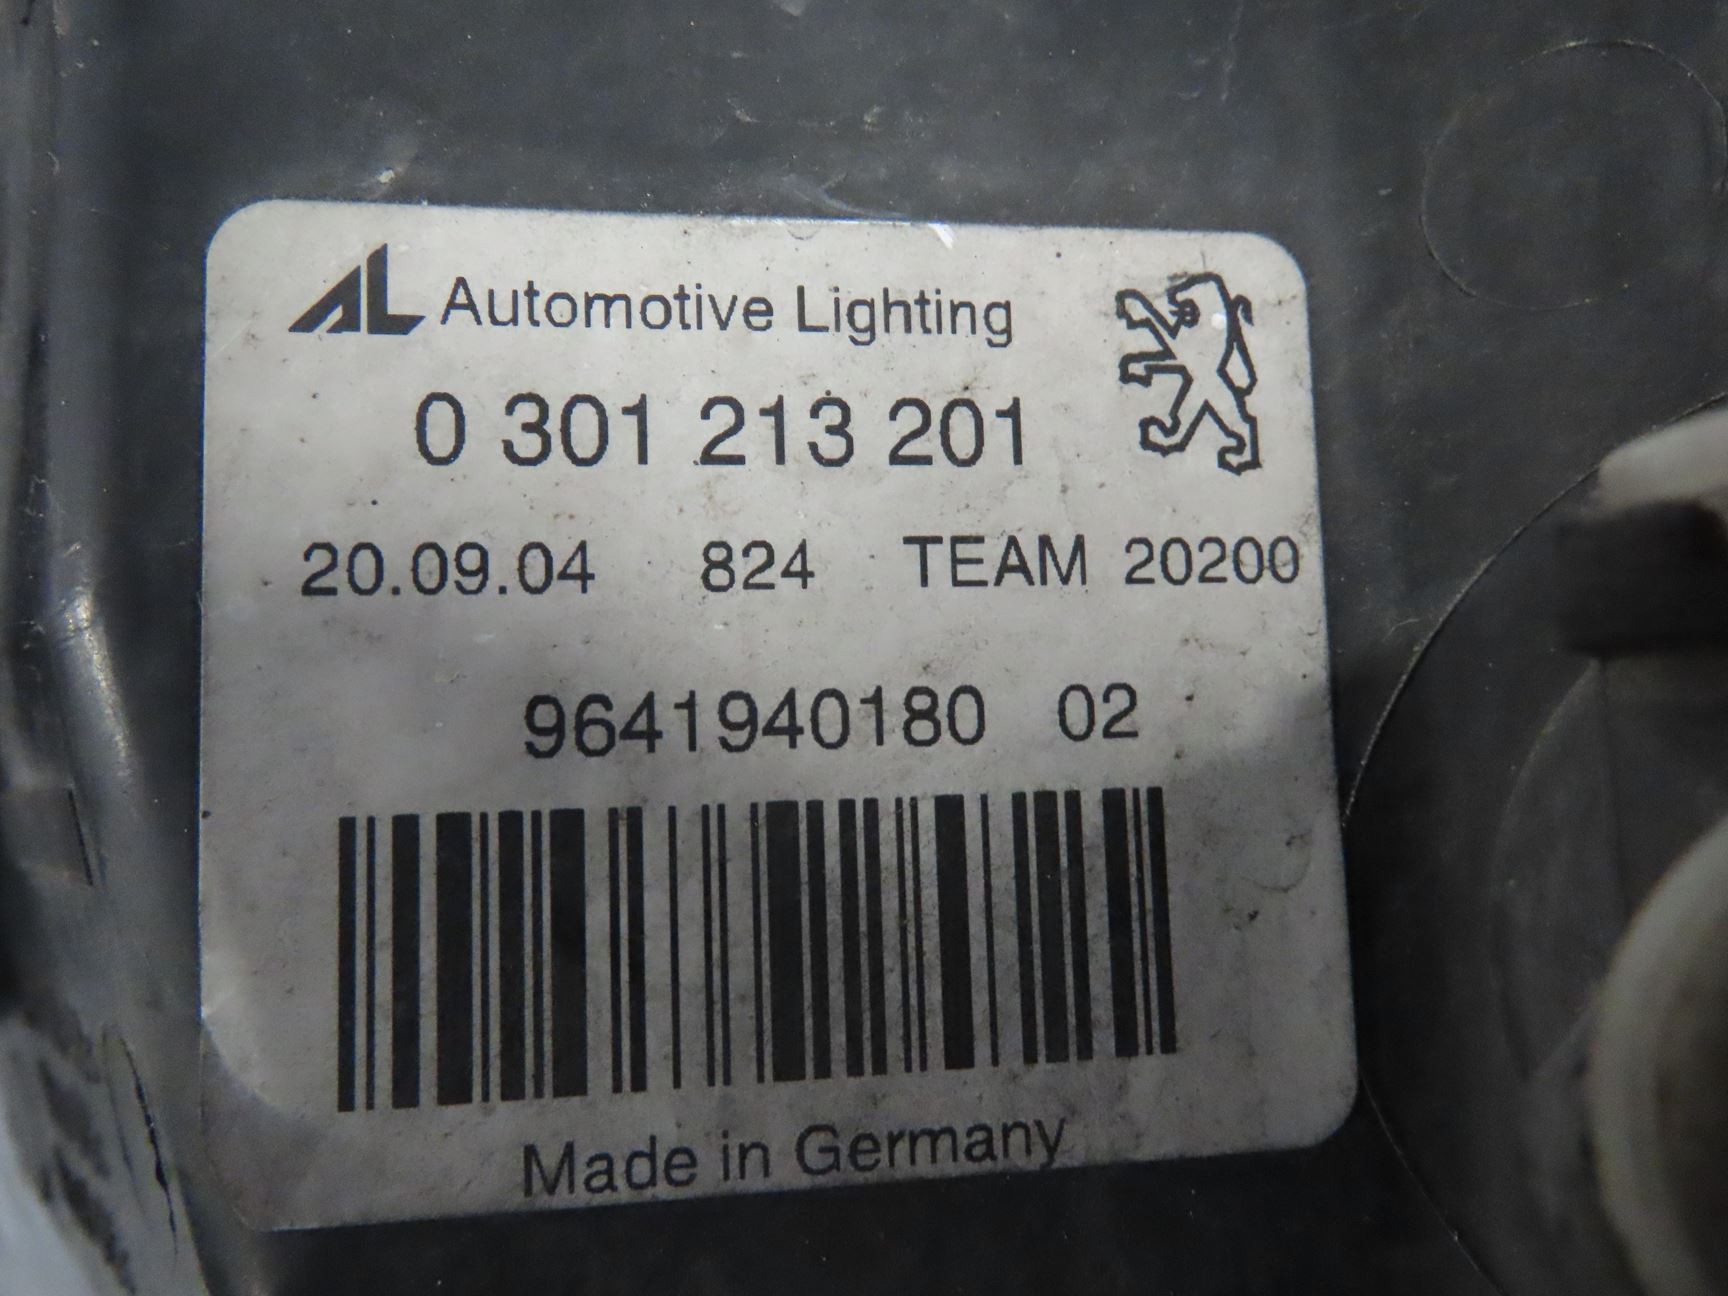 AL Automotive Lighting
0 301 213 201
20.09.04 824 TEAM 20200
9641940180 02
Made in Germany